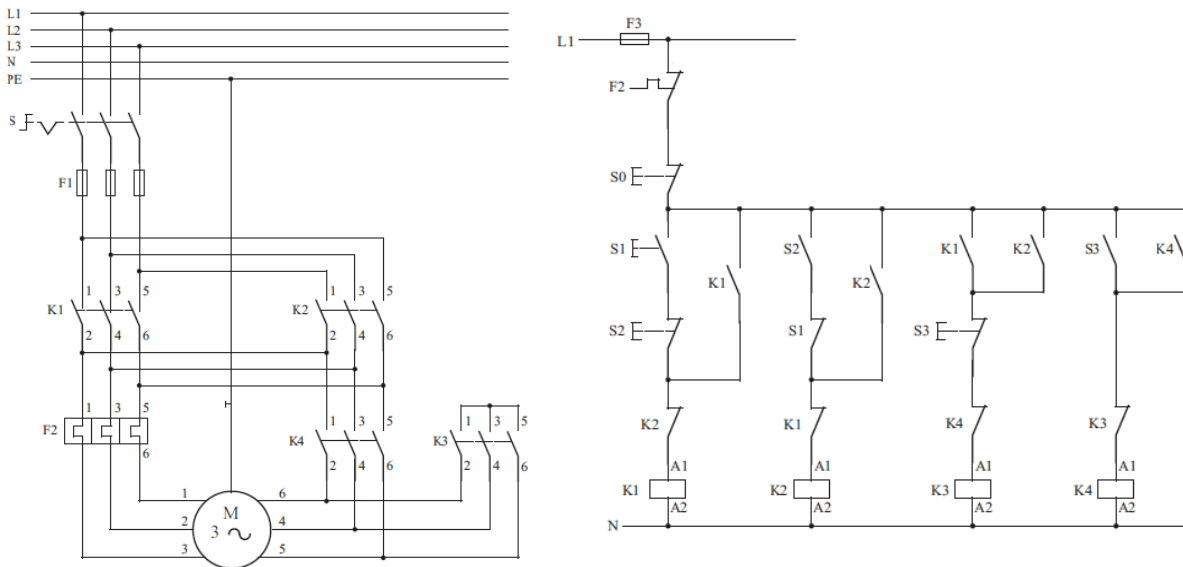 L1
L2
L3
N
PE
S
F1
1 3 5
K1
2 4 6
1 3 5
K2
2 4 6
1 3 5
F2
6
1 3 5
K4
2 4 6
1 3 5
K3
2 4 6
1 6
M
2 3 4
3 5
F3
L1
F2
S0
S1 S2 K1 K2 S3 K4
K1 K2
S2 S1 S3
K2 K1 K4 K3
A1 A1 A1 A1
K1 K2 K3 K4
A2 A2 A2 A2
N